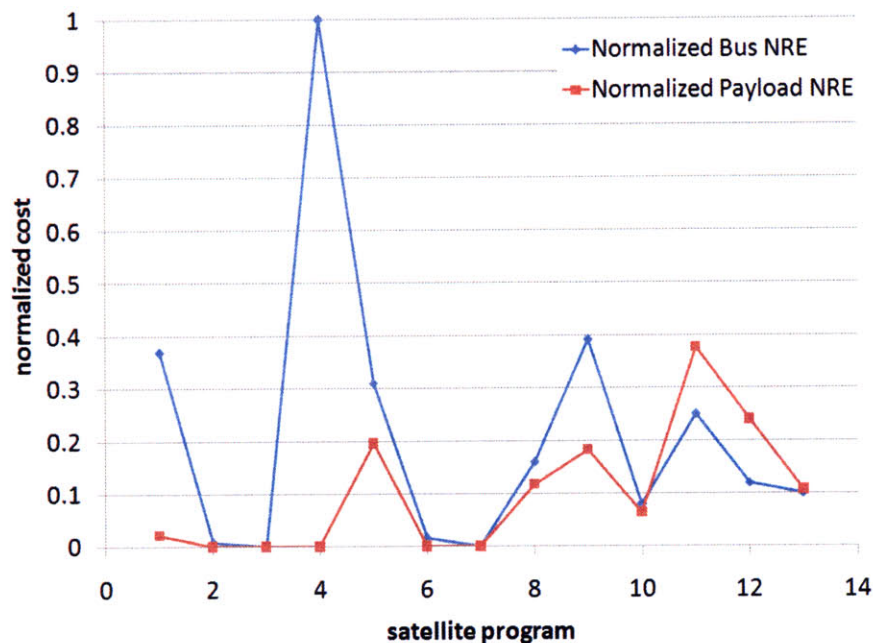 1
0.9
0.8
0.7
0.6
0.5
0.4
0.3
0.2
0.1
0
normalized cost
Normalized Bus NRE
Normalized Payload NRE
0 2 4 6 8 10 12 14
satellite program